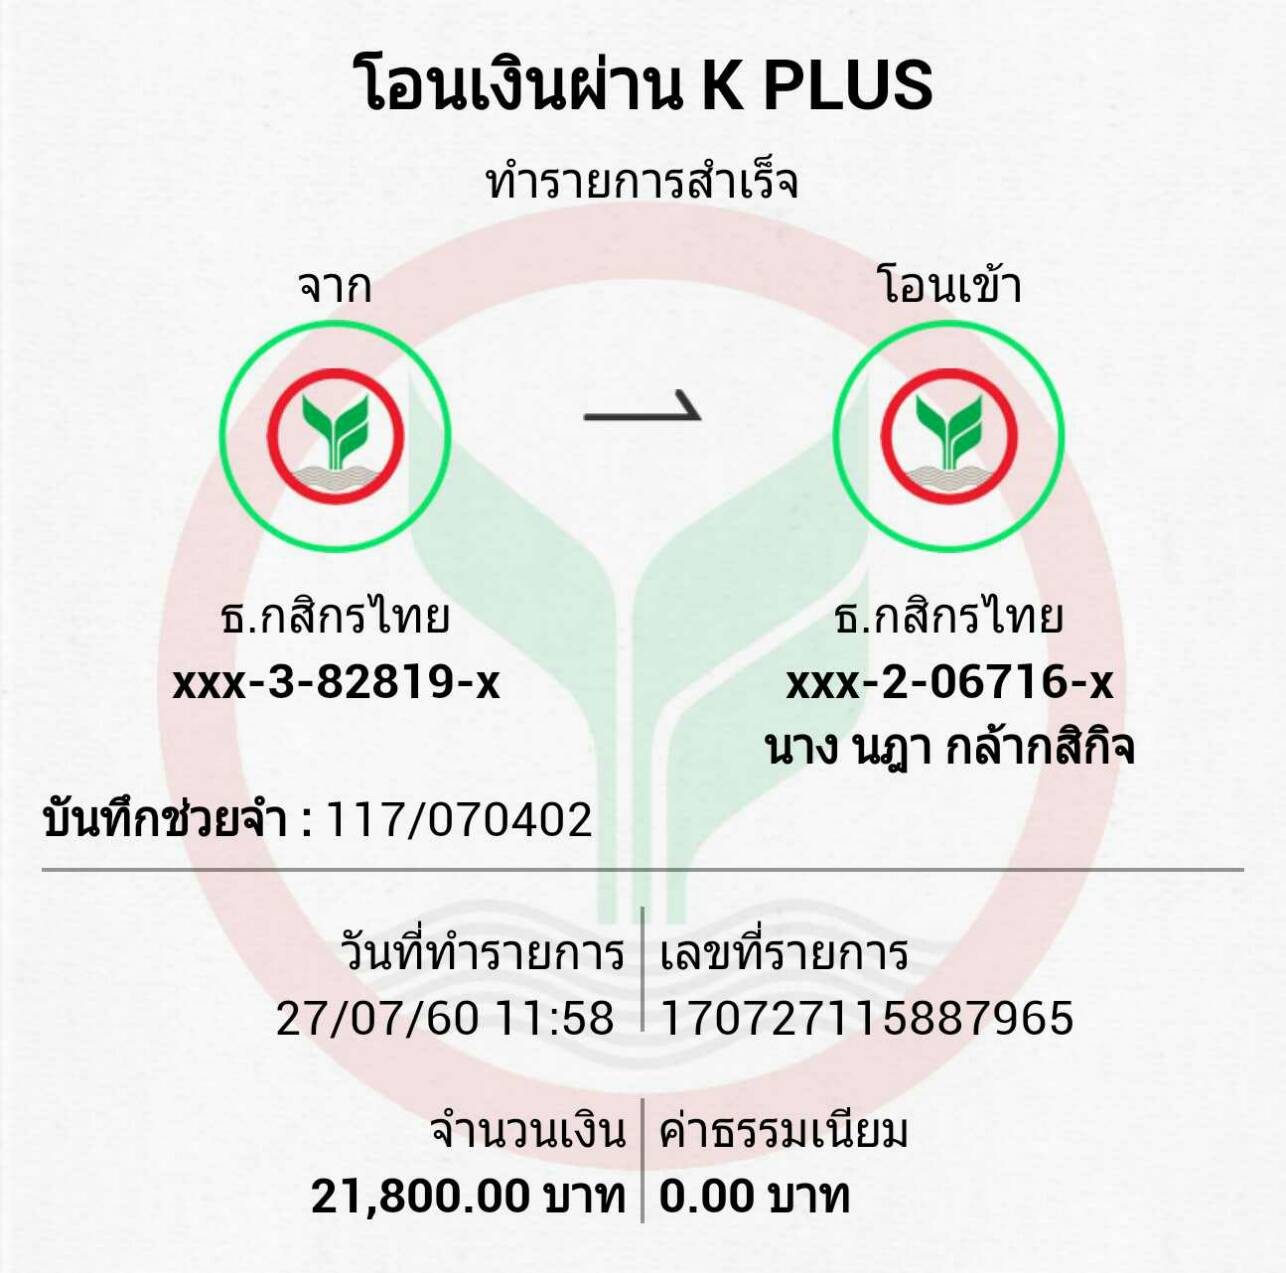 โอนเงินผ่าน K PLUS
ทำรายการสำเร็จ
จาก
โอนเข้า
ธ.กสิกรไทย
xxx-3-82819-x
ธ.กสิกรไทย
xxx-2-06716-x
นาง นฎา กล้ากสิกิจ
บันทึกช่วยจำ : 117/070402
วันที่ทำรายการ
27/07/60 11:58
เลขที่รายการ
170727115887965
จำนวนเงิน
21,800.00 บาท
ค่าธรรมเนียม
0.00 บาท